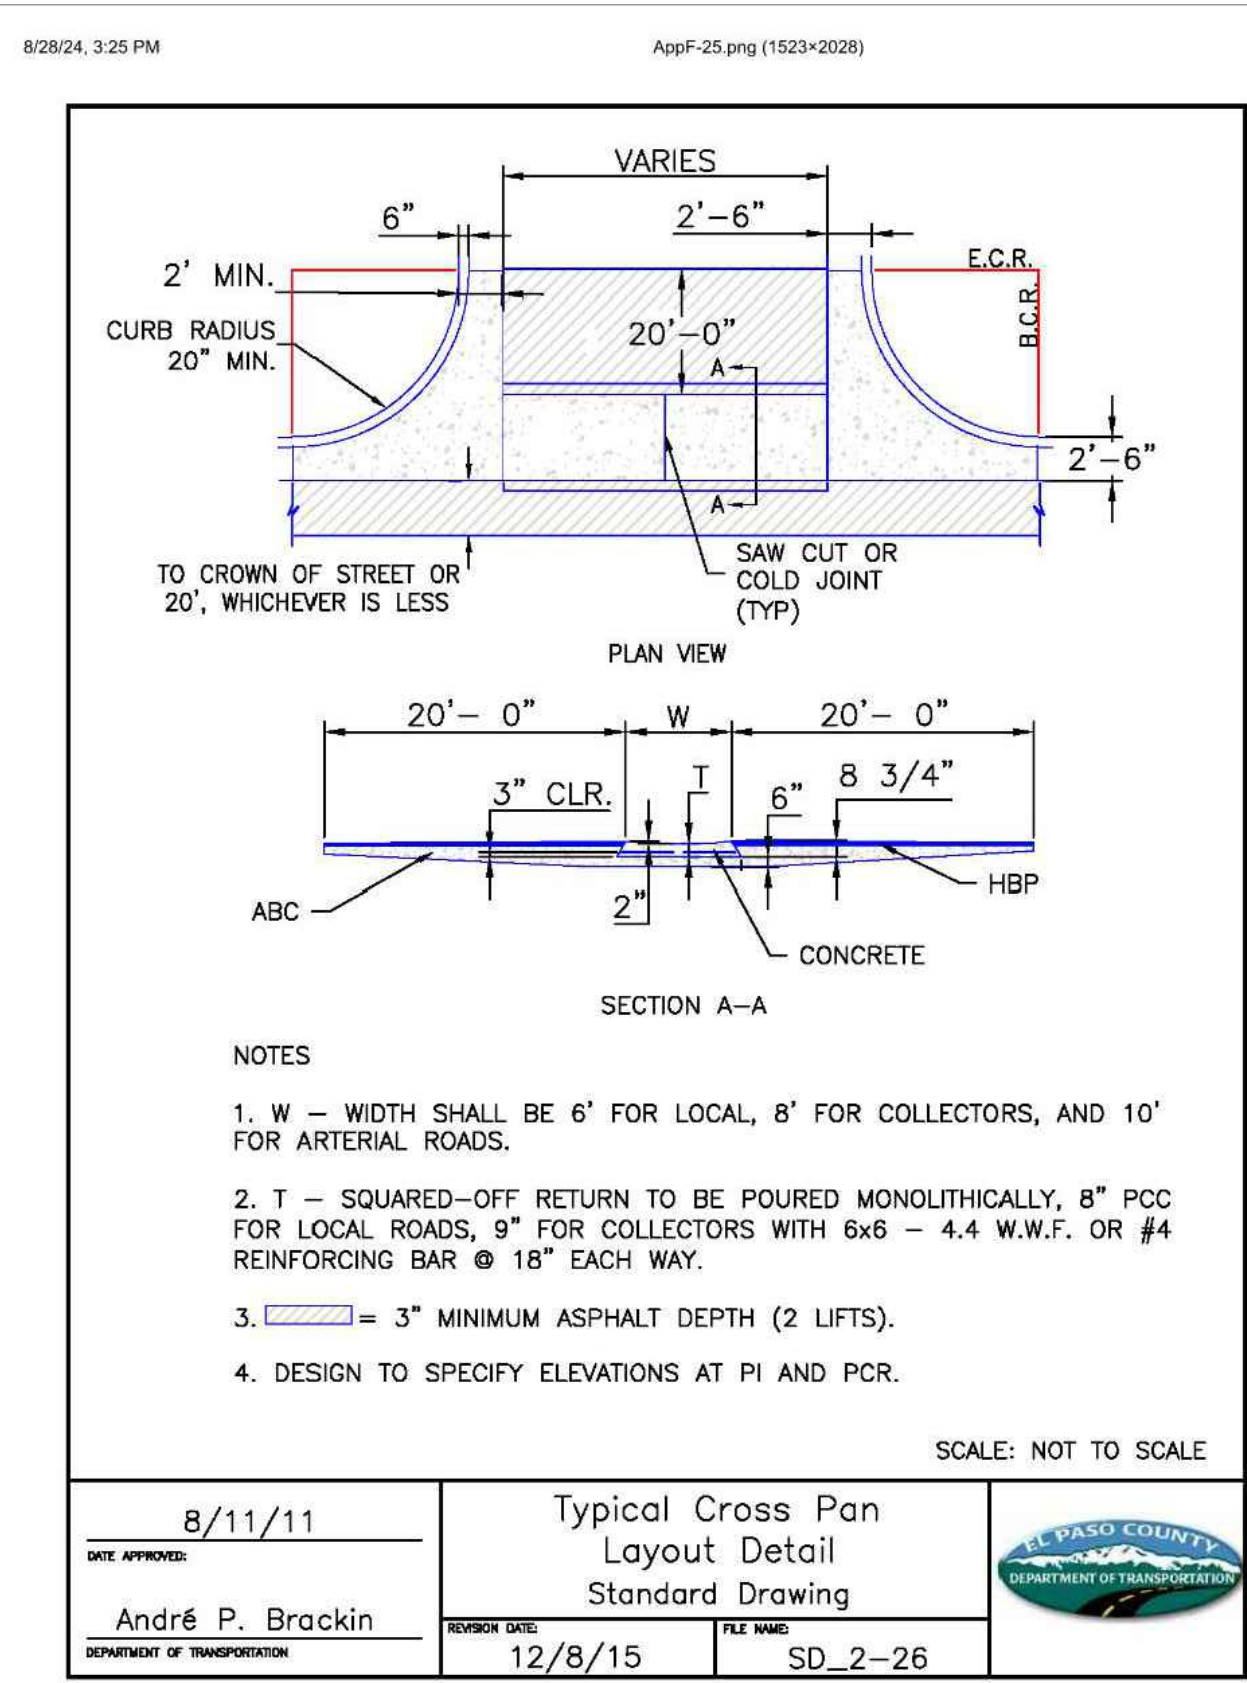 8/28/24, 3:25 PM
AppF-25.png (1523×2028)
VARIES
6"
2'-6"
2' MIN.
E.C.R.
B.C.R.
CURB RADIUS
20" MIN.
20'-0"
A
2'-6"
A
SAW CUT OR
COLD JOINT
(TYP)
TO CROWN OF STREET OR
20', WHICHEVER IS LESS
PLAN VIEW
20'- 0"
W
20'- 0"
3" CLR.
T
6"
8 3/4"
ABC
2"
HBP
CONCRETE
SECTION A-A
NOTES
1. W – WIDTH SHALL BE 6' FOR LOCAL, 8' FOR COLLECTORS, AND 10'
FOR ARTERIAL ROADS.
2. T – SQUARED-OFF RETURN TO BE POURED MONOLITHICALLY, 8" PCC
FOR LOCAL ROADS, 9" FOR COLLECTORS WITH 6x6 – 4.4 W.W.F. OR #4
REINFORCING BAR @ 18" EACH WAY.
3. = 3" MINIMUM ASPHALT DEPTH (2 LIFTS).
4. DESIGN TO SPECIFY ELEVATIONS AT PI AND PCR.
SCALE: NOT TO SCALE
8/11/11
DATE APPROVED:
André P. Brackin
DEPARTMENT OF TRANSPORTATION
Typical Cross Pan
Layout Detail
Standard Drawing
REVISION DATE:
12/8/15
FILE NAME:
SD_2-26
EL PASO COUNTY
DEPARTMENT OF TRANSPORTATION